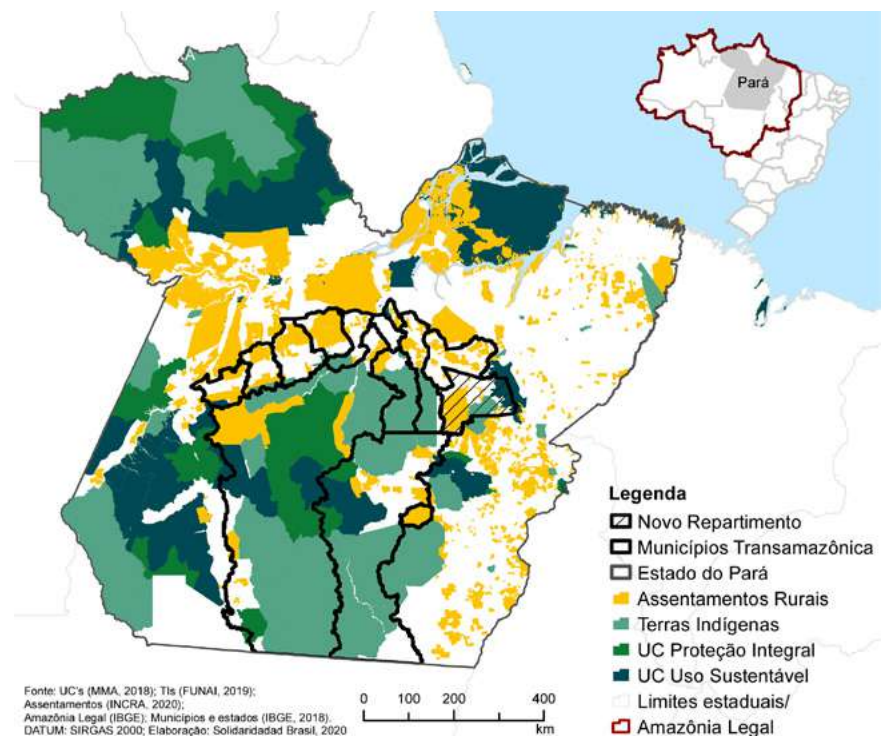 A
Pará
Legenda
Novo Repartimento
Municípios Transamazônica
Estado do Pará
Assentamentos Rurais
Terras Indígenas
UC Proteção Integral
UC Uso Sustentável
Limites estaduais/
Amazônia Legal
Fonte: UC's (MMA, 2018); TIs (FUNAI, 2019);
Assentamentos (INCRA, 2020);
Amazônia Legal (IBGE); Municípios e estados (IBGE, 2018).
DATUM: SIRGAS 2000; Elaboração: Solidaridadad Brasil, 2020
0 100 200 400
km